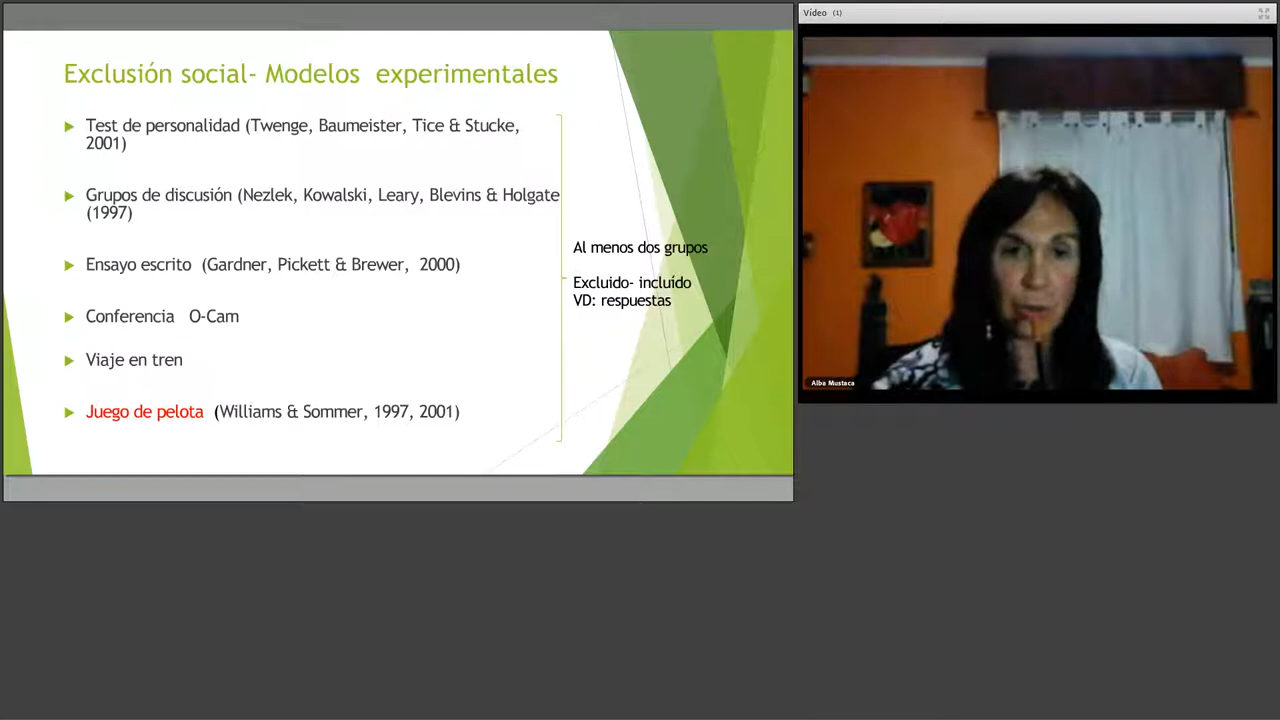 Exclusión social- Modelos experimentales
Test de personalidad (Twenge, Baumeister, Tice & Stucke,
2001)
Grupos de discusión (Nezlek, Kowalski, Leary, Blevins & Holgate
(1997)
Ensayo escrito (Gardner, Pickett & Brewer, 2000)
Conferencia O-Cam
Viaje en tren
Juego de pelota (Williams & Sommer, 1997, 2001)
Al menos dos grupos
Excluido- incluído
VD: respuestas
Vídeo (1)
Alba Mustaca